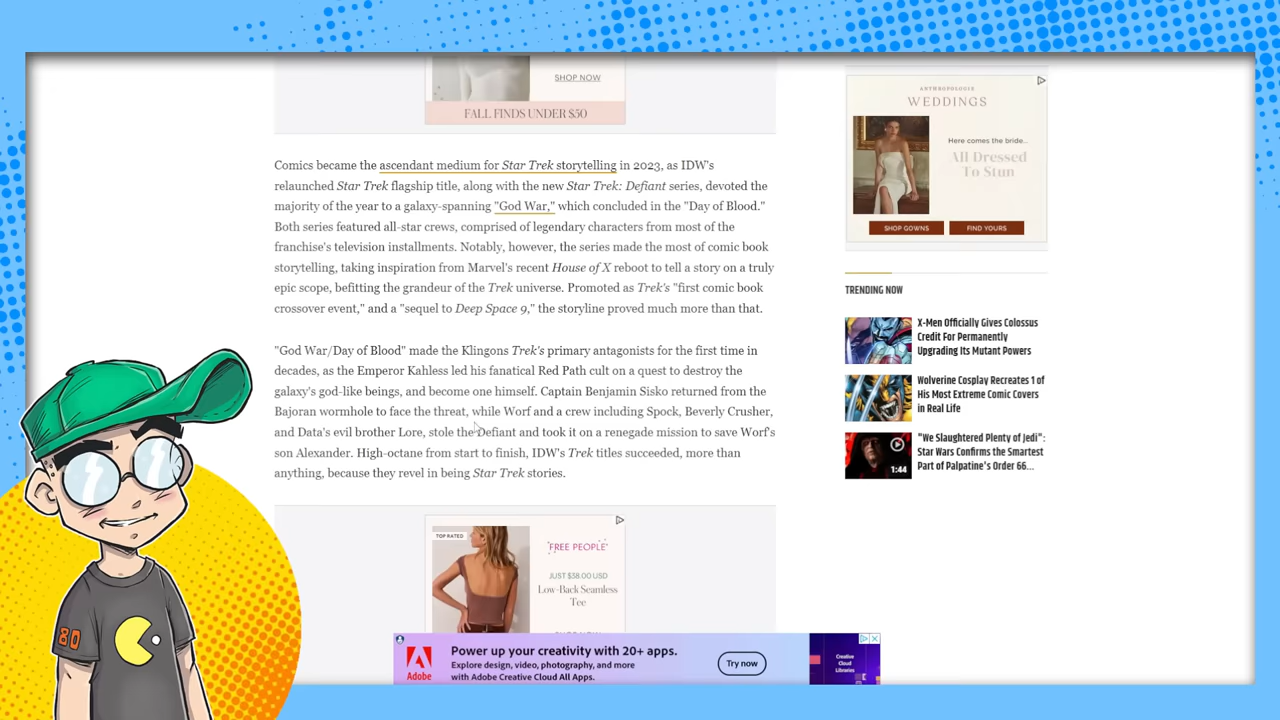 SHOP NOW
FALL FINDS UNDER $50
Comics became the ascendant medium for Star Trek storytelling in 2023, as IDW's
relaunched Star Trek flagship title, along with the new Star Trek: Defiant series, devoted the
majority of the year to a galaxy-spanning "God War," which concluded in the "Day of Blood."
Both series featured all-star crews, comprised of legendary characters from most of the
franchise's television installments. Notably, however, the series made the most of comic book
storytelling, taking inspiration from Marvel's recent House of X reboot to tell a story on a truly
epic scope, befitting the grandeur of the Trek universe. Promoted as Trek's "first comic book
crossover event," and a "sequel to Deep Space 9," the storyline proved much more than that.
"God War/Day of Blood" made the Klingons Trek's primary antagonists for the first time in
decades, as the Emperor Kahless led his fanatical Red Path cult on a quest to destroy the
galaxy's god-like beings, and become one himself. Captain Benjamin Sisko returned from the
Bajoran wormhole to face the threat, while Worf and a crew including Spock, Beverly Crusher,
and Data's evil brother Lore, stole the Defiant and took it on a renegade mission to save Worf's
son Alexander. High-octane from start to finish, IDW's Trek titles succeeded, more than
anything, because they revel in being Star Trek stories.
TOP RATED
FREE PEOPLE
JUST $38.00 USD
Low-Back Seamless
Tee
ANTHROPOLOGIE
WEDDINGS
Here comes the bride...
All Dressed
To Stun
SHOP GOWNS
FIND YOURS
TRENDING NOW
X-Men Officially Gives Colossus
Credit For Permanently
Upgrading Its Mutant Powers
Wolverine Cosplay Recreates 1 of
His Most Extreme Comic Covers
in Real Life
"We Slaughtered Plenty of Jedi":
Star Wars Confirms the Smartest
Part of Palpatine's Order 66...
1:44
Adobe
Power up your creativity with 20+ apps.
Explore design, video, photography, and more
with Adobe Creative Cloud All Apps.
Try now
Creative
Cloud
Libraries
80